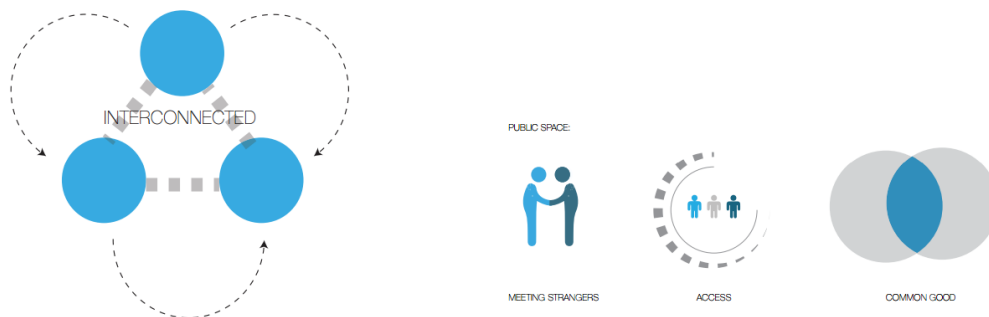 INTERCONNECTED
PUBLIC SPACE:
MEETING STRANGERS
ACCESS
COMMON GOOD